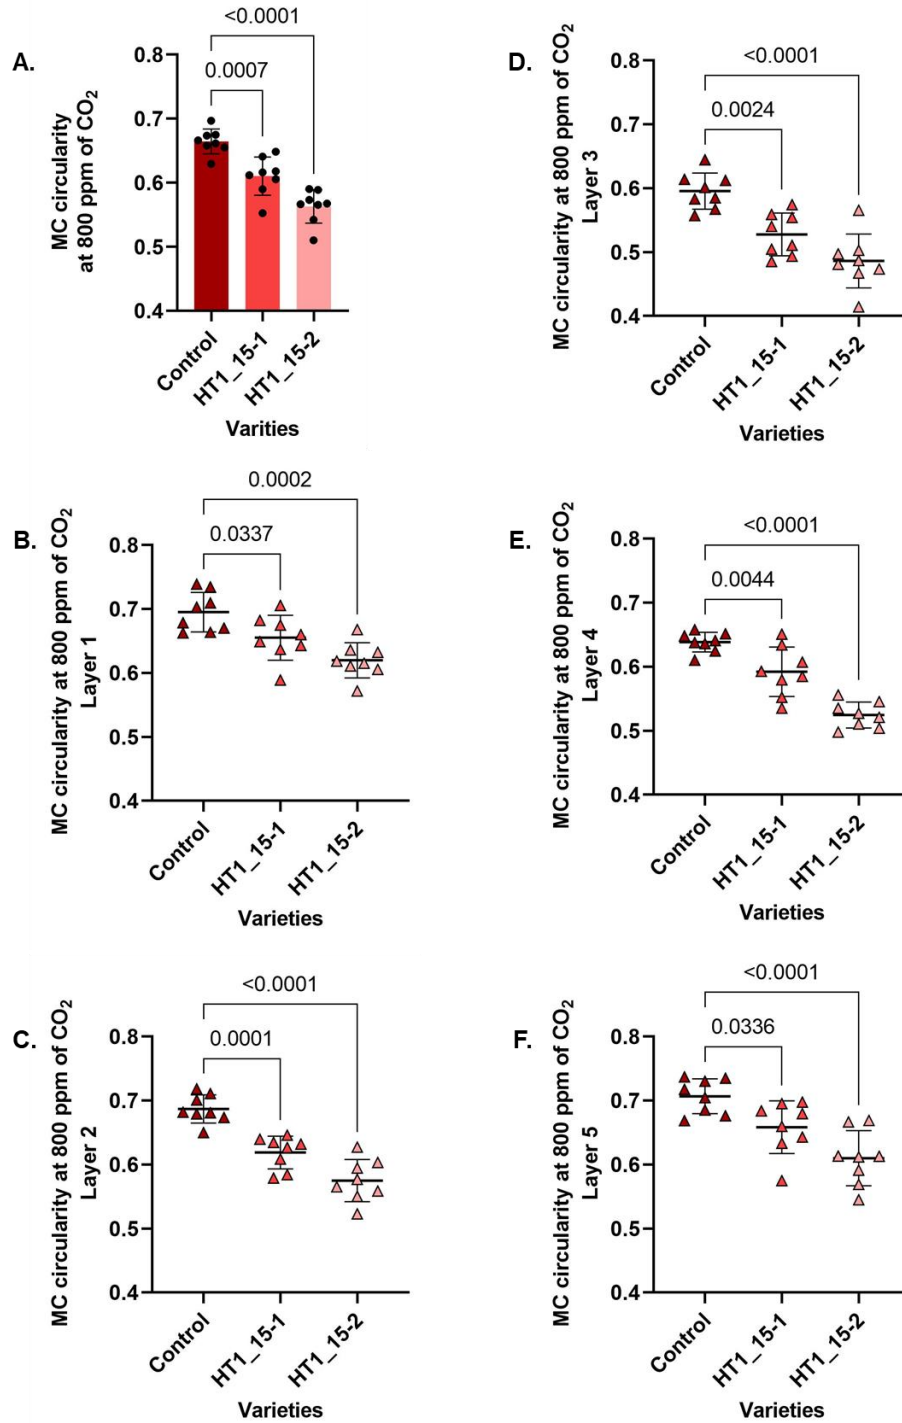 A.
MC circularity
at 800 ppm of CO₂
<0.0001
0.0007
0.8
0.7
0.6
0.5
0.4
Control
HT1_15-1
HT1_15-2
Varities
B.
MC circularity at 800 ppm of CO₂
Layer 1
0.0002
0.0337
0.8
0.7
0.6
0.5
0.4
Control
HT1_15-1
HT1_15-2
Varieties
C.
MC circularity at 800 ppm of CO₂
Layer 2
<0.0001
0.0001
0.8
0.7
0.6
0.5
0.4
Control
HT1_15-1
HT1_15-2
Varieties
D.
MC circularity at 800 ppm of CO₂
Layer 3
<0.0001
0.0024
0.8
0.7
0.6
0.5
0.4
Control
HT1_15-1
HT1_15-2
Varieties
E.
MC circularity at 800 ppm of CO₂
Layer 4
<0.0001
0.0044
0.8
0.7
0.6
0.5
0.4
Control
HT1_15-1
HT1_15-2
Varieties
F.
MC circularity at 800 ppm of CO₂
Layer 5
<0.0001
0.0336
0.8
0.7
0.6
0.5
0.4
Control
HT1_15-1
HT1_15-2
Varieties